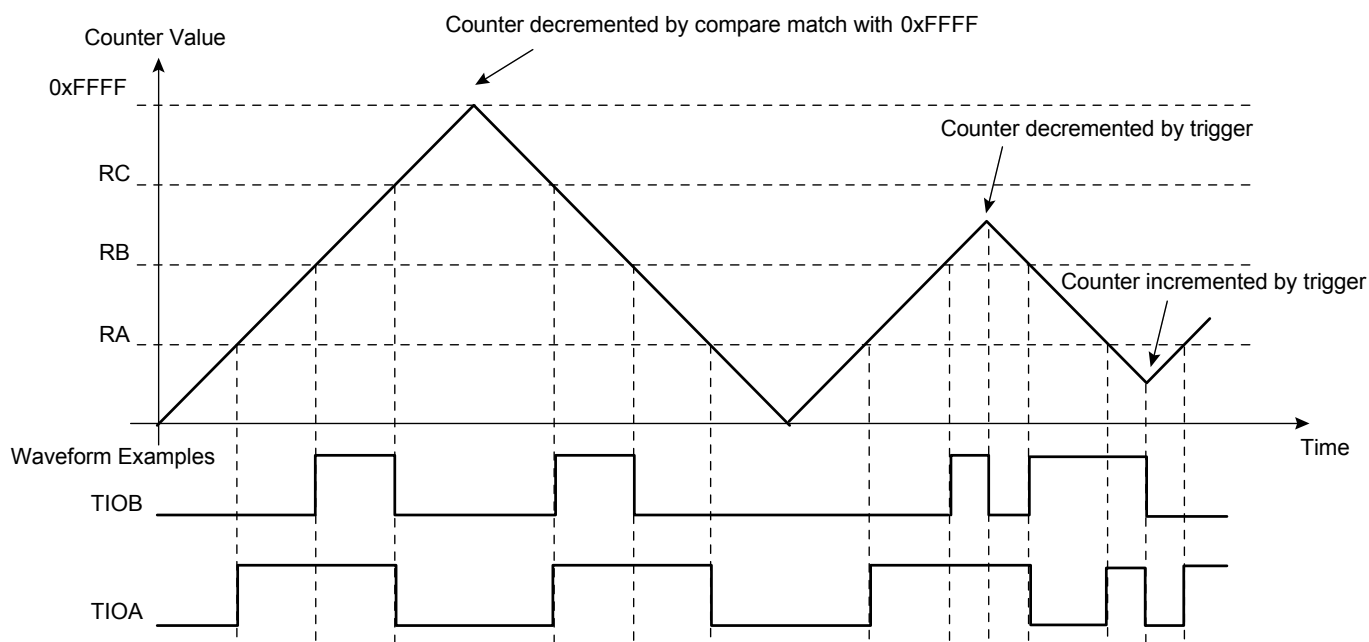 Counter decremented by compare match with 0xFFFF
Counter Value
0xFFFF
Counter decremented by trigger
RC
RB
Counter incremented by trigger
RA
Time
Waveform Examples
TIOB
TIOA